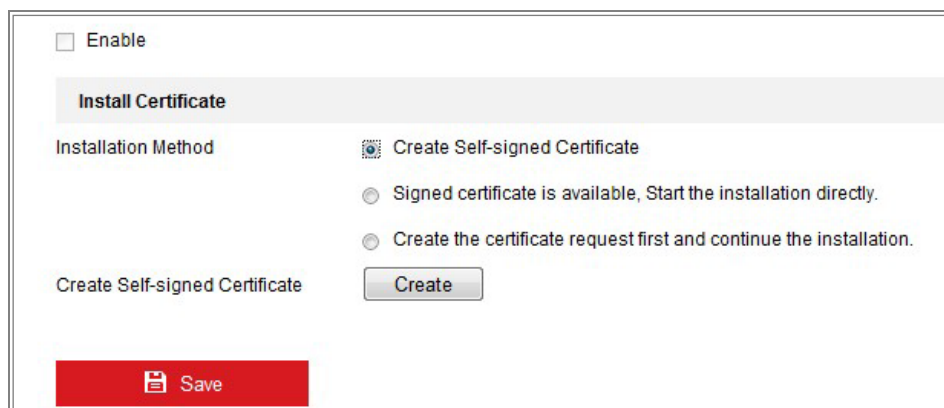 Enable
Install Certificate
Installation Method
Create Self-signed Certificate
Signed certificate is available, Start the installation directly.
Create the certificate request first and continue the installation.
Create Self-signed Certificate
Create
Save